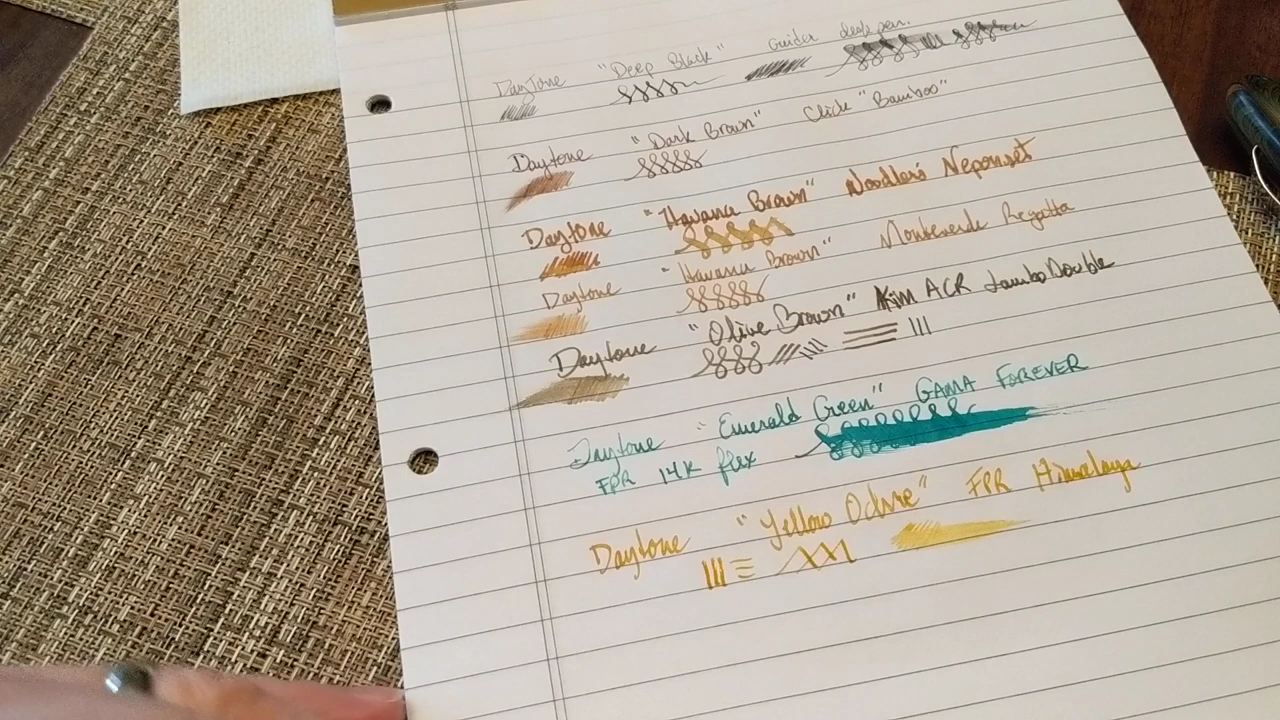 Daytone "Deep Black" Guider desk pen.
Daytone "Dark Brown" Click "Bamboo"
Daytone "Havana Brown" Noodler's Neponset
Daytone "Havana Brown" Monteverde Regatta
Daytone "Olive Brown" Kim ACR Jumbo Double
Daytone "Emerald Green" GAMA FOREVER
FPR 14K flex
Daytone "Yellow Ochre" FPR Himalaya